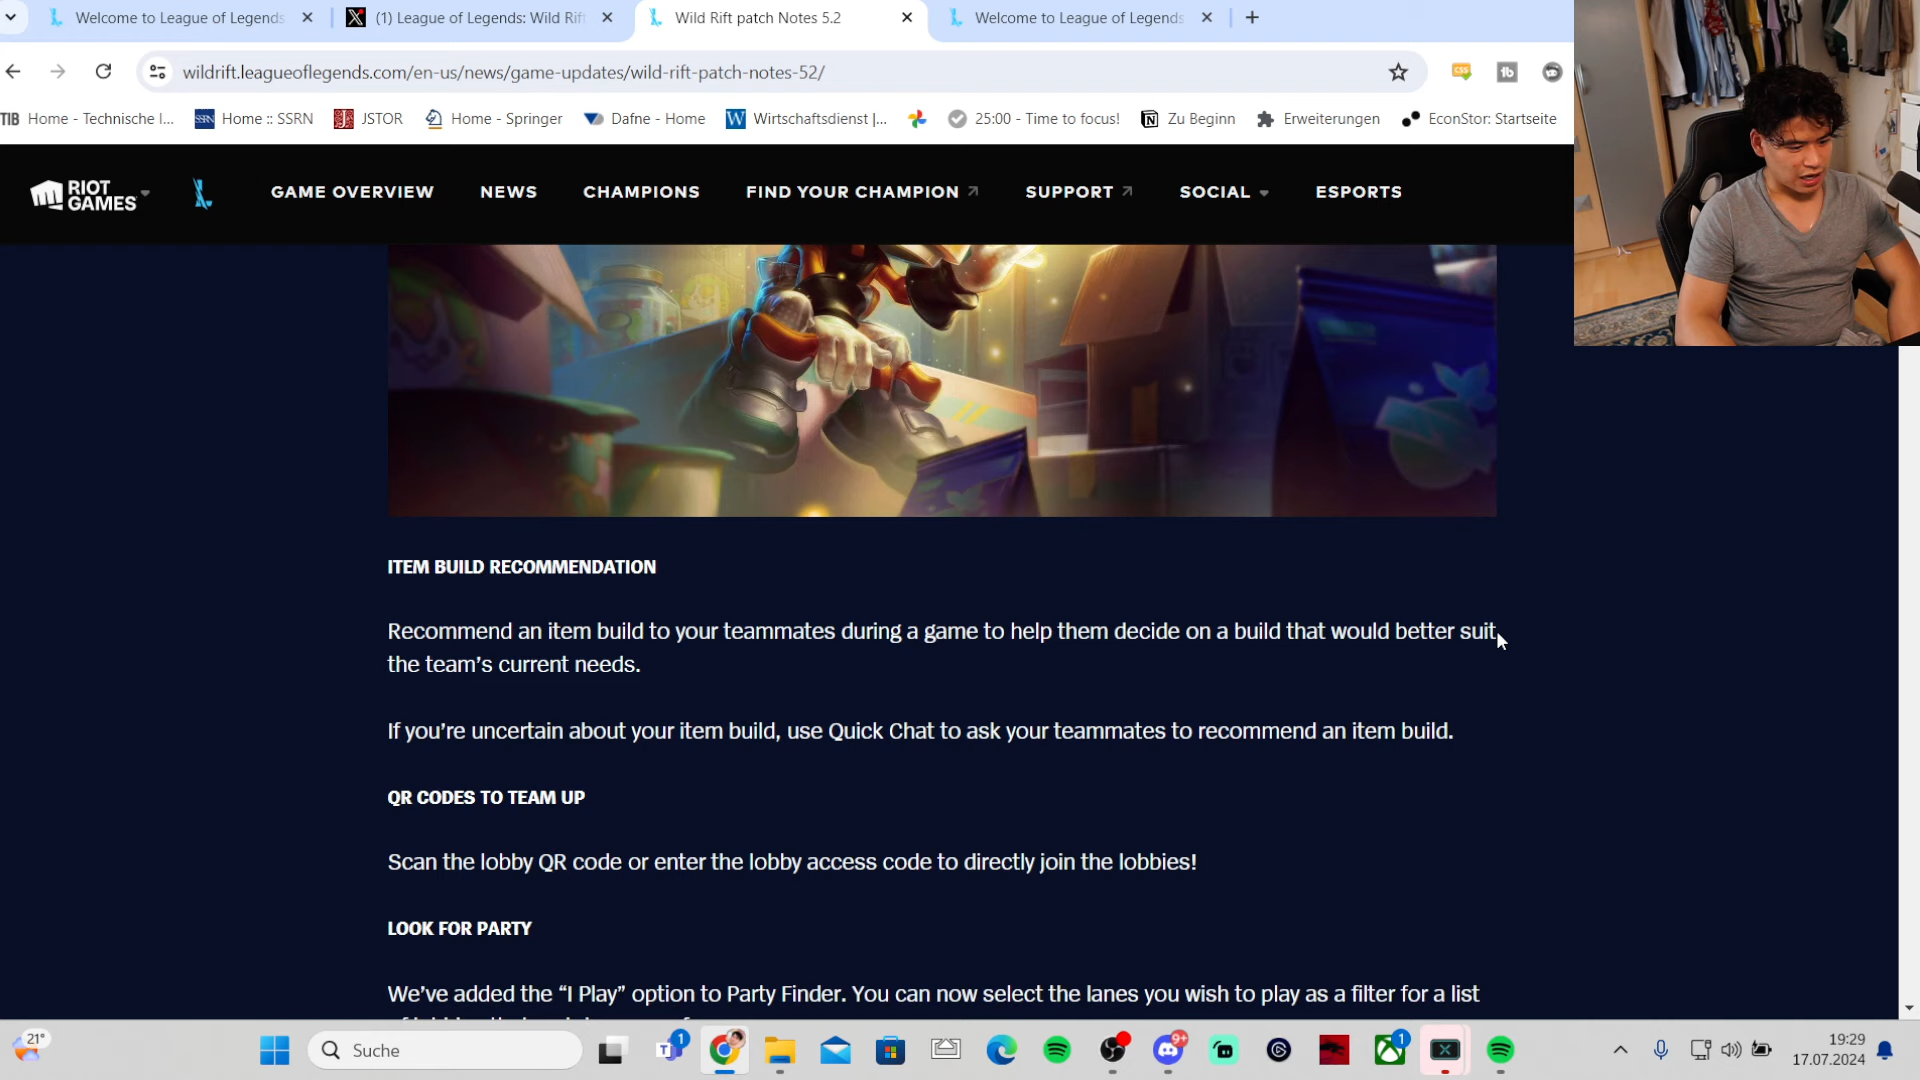 Welcome to League of Legends
(1) League of Legends: Wild Rif
Wild Rift patch Notes 5.2
Welcome to League of Legends
wildrift.leagueoflegends.com/en-us/news/game-updates/wild-rift-patch-notes-52/
TIB Home - Technische I...
SSRN Home :: SSRN
JSTOR
Home - Springer
Dafne - Home
W Wirtschaftsdienst |...
25:00 - Time to focus!
Zu Beginn
Erweiterungen
EconStor: Startseite
RIOT GAMES
GAME OVERVIEW
NEWS
CHAMPIONS
FIND YOUR CHAMPION
SUPPORT
SOCIAL
ESPORTS
ITEM BUILD RECOMMENDATION
Recommend an item build to your teammates during a game to help them decide on a build that would better suit
the team's current needs.
If you're uncertain about your item build, use Quick Chat to ask your teammates to recommend an item build.
QR CODES TO TEAM UP
Scan the lobby QR code or enter the lobby access code to directly join the lobbies!
LOOK FOR PARTY
We've added the “I Play” option to Party Finder. You can now select the lanes you wish to play as a filter for a list
21°
Suche
1
9+
1
19:29
17.07.2024